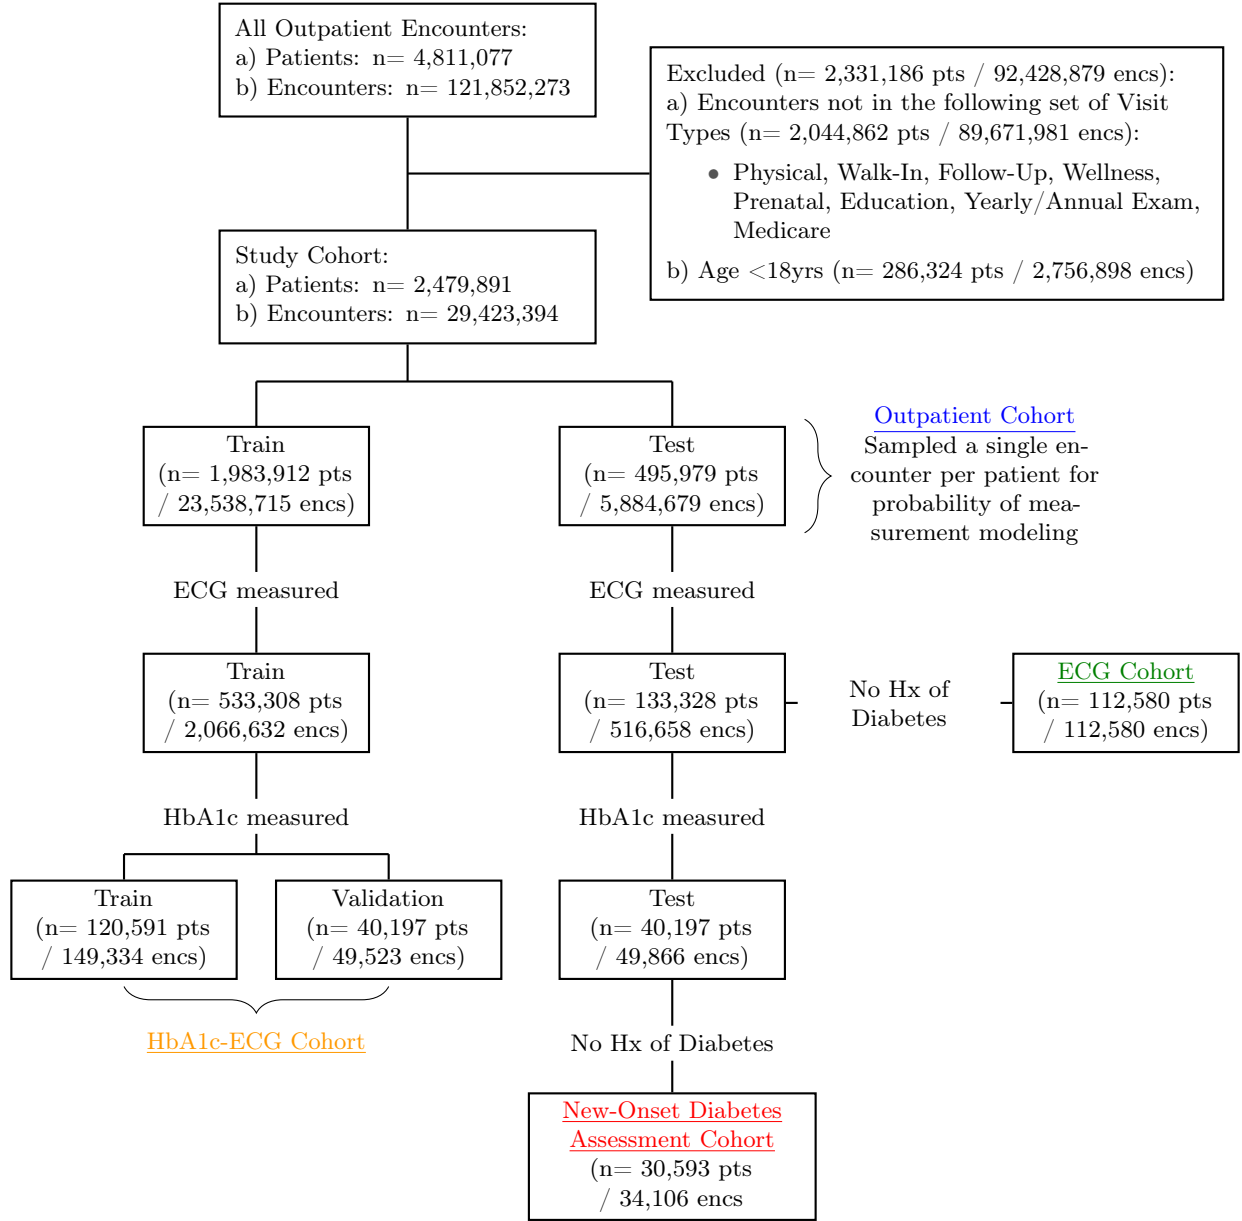 All Outpatient Encounters:
a) Patients: n= 4,811,077
b) Encounters: n= 121,852,273
Excluded (n= 2,331,186 pts / 92,428,879 encs):
a) Encounters not in the following set of Visit
Types (n= 2,044,862 pts / 89,671,981 encs):
• Physical, Walk-In, Follow-Up, Wellness,
Prenatal, Education, Yearly/Annual Exam,
Medicare
b) Age <18yrs (n= 286,324 pts / 2,756,898 encs)
Study Cohort:
a) Patients: n= 2,479,891
b) Encounters: n= 29,423,394
Train
(n= 1,983,912 pts
/ 23,538,715 encs)
Test
(n= 495,979 pts
/ 5,884,679 encs)
Outpatient Cohort
Sampled a single en-
counter per patient for
probability of mea-
surement modeling
ECG measured
ECG measured
Train
(n= 533,308 pts
/ 2,066,632 encs)
Test
(n= 133,328 pts
/ 516,658 encs)
No Hx of
Diabetes
ECG Cohort
(n= 112,580 pts
/ 112,580 encs)
HbA1c measured
HbA1c measured
Train
(n= 120,591 pts
/ 149,334 encs)
Validation
(n= 40,197 pts
/ 49,523 encs)
Test
(n= 40,197 pts
/ 49,866 encs)
HbA1c-ECG Cohort
No Hx of Diabetes
New-Onset Diabetes
Assessment Cohort
(n= 30,593 pts
/ 34,106 encs